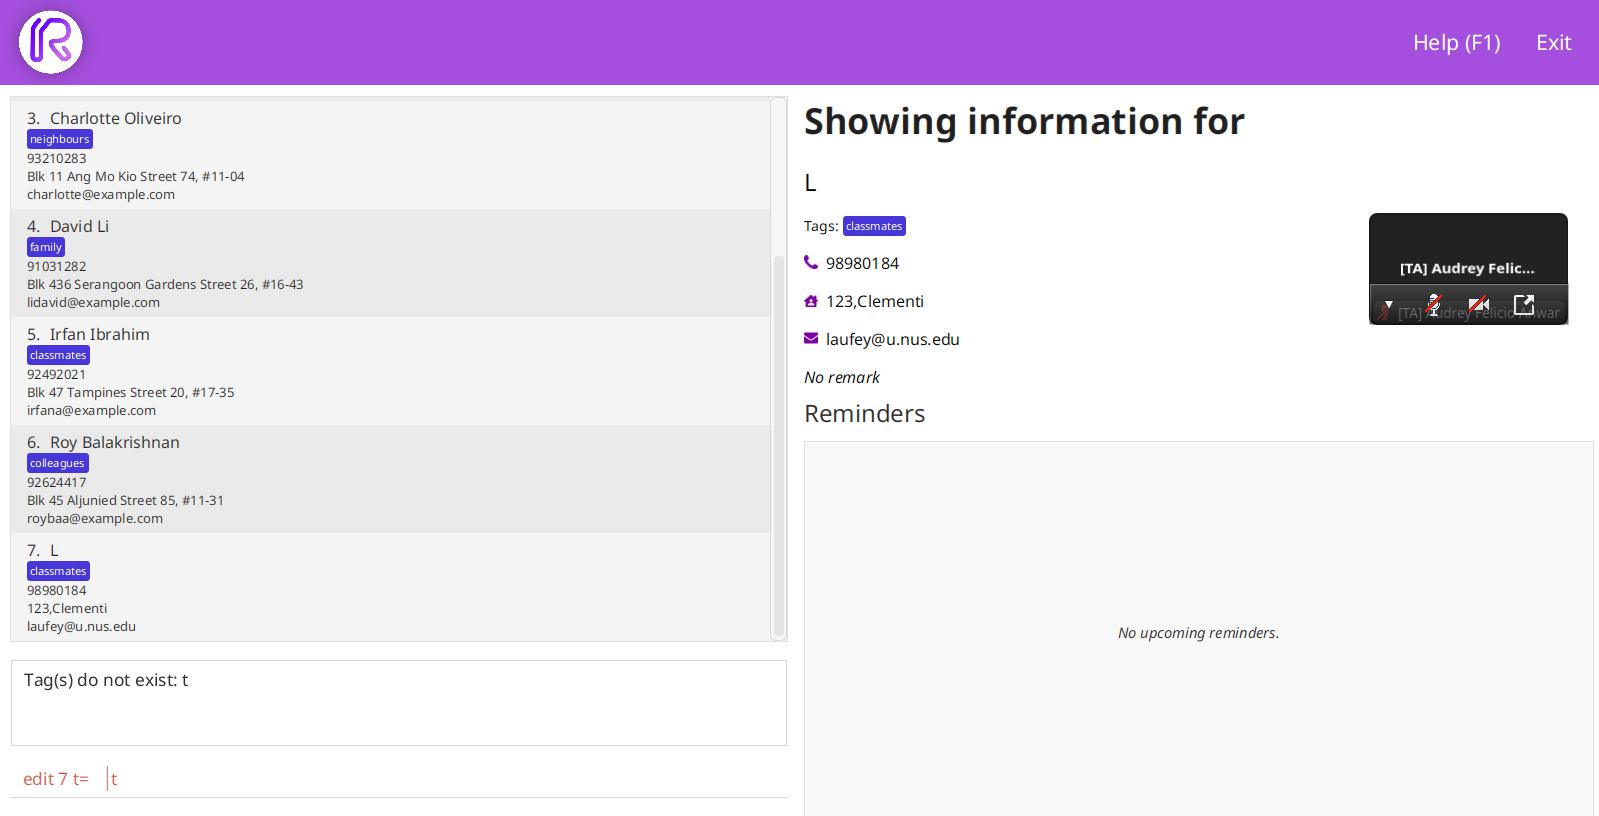 Help (F1)
Exit
3. Charlotte Oliveiro
neighbours
93210283
Blk 11 Ang Mo Kio Street 74, #11-04
charlotte@example.com
4. David Li
family
91031282
Blk 436 Serangoon Gardens Street 26, #16-43
lidavid@example.com
5. Irfan Ibrahim
classmates
92492021
Blk 47 Tampines Street 20, #17-35
irfana@example.com
6. Roy Balakrishnan
colleagues
92624417
Blk 45 Aljunied Street 85, #11-31
roybaa@example.com
7. L
classmates
98980184
123,Clementi
laufey@u.nus.edu
Tag(s) do not exist: t
edit 7 t= t
Showing information for
L
Tags: classmates
98980184
123,Clementi
laufey@u.nus.edu
No remark
Reminders
No upcoming reminders.
[TA] Audrey Felic...
[TA] Audrey Felicio Anwar